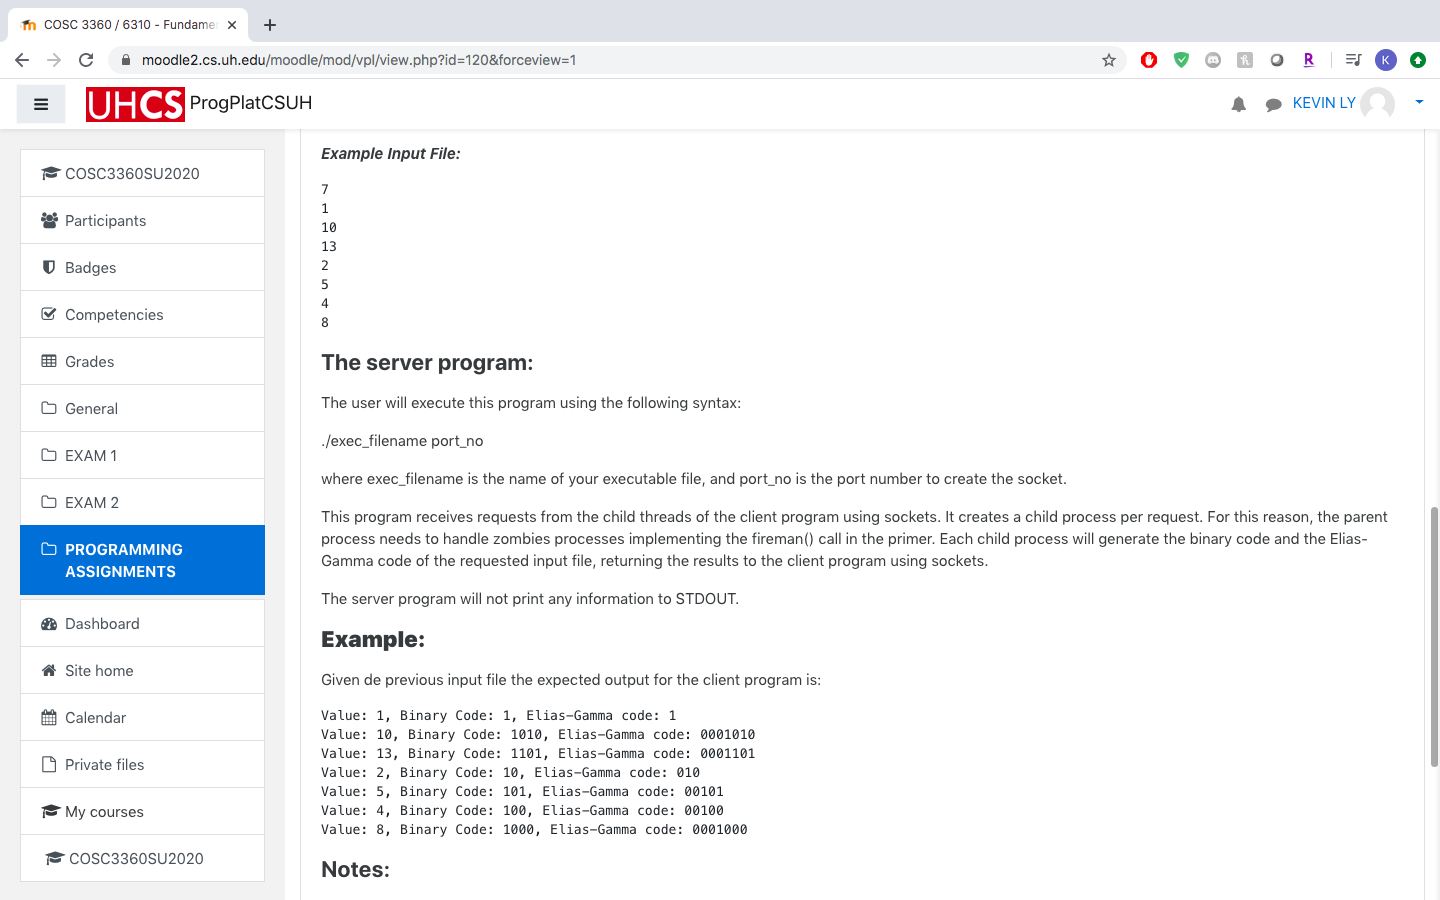 COSC 3360 / 6310 - Fundame
moodle2.cs.uh.edu/moodle/mod/vpl/view.php?id=120&forceview=1
K
UHCS ProgPlatCSUH
KEVIN LY
COSC3360SU2020
Participants
Badges
Competencies
Grades
General
EXAM 1
EXAM 2
PROGRAMMING
ASSIGNMENTS
Dashboard
Site home
Calendar
Private files
My courses
COSC3360SU2020
Example Input File:
7
1
10
13
2
5
4
8
The server program:
The user will execute this program using the following syntax:
./exec_filename port_no
where exec_filename is the name of your executable file, and port_no is the port number to create the socket.
This program receives requests from the child threads of the client program using sockets. It creates a child process per request. For this reason, the parent
process needs to handle zombies processes implementing the fireman() call in the primer. Each child process will generate the binary code and the Elias-
Gamma code of the requested input file, returning the results to the client program using sockets.
The server program will not print any information to STDOUT.
Example:
Given de previous input file the expected output for the client program is:
Value: 1, Binary Code: 1, Elias-Gamma code: 1
Value: 10, Binary Code: 1010, Elias-Gamma code: 0001010
Value: 13, Binary Code: 1101, Elias-Gamma code: 0001101
Value: 2, Binary Code: 10, Elias-Gamma code: 010
Value: 5, Binary Code: 101, Elias-Gamma code: 00101
Value: 4, Binary Code: 100, Elias-Gamma code: 00100
Value: 8, Binary Code: 1000, Elias-Gamma code: 0001000
Notes: